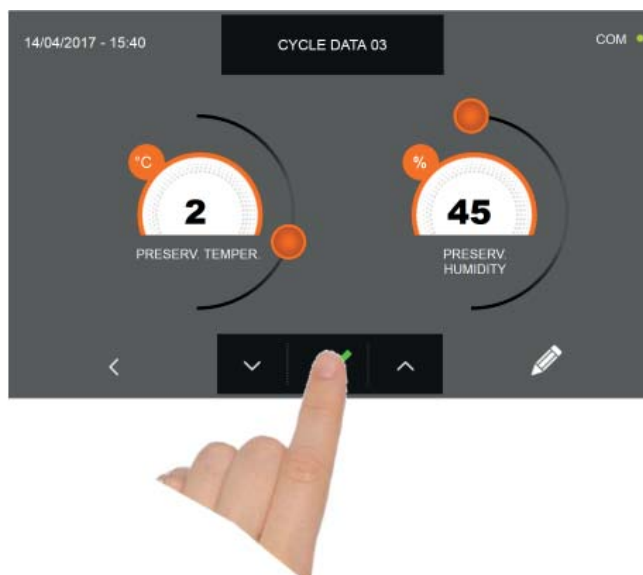 14/04/2017 - 15:40
CYCLE DATA 03
COM
°C
2
PRESERV. TEMPER.
%
45
PRESERV.
HUMIDITY